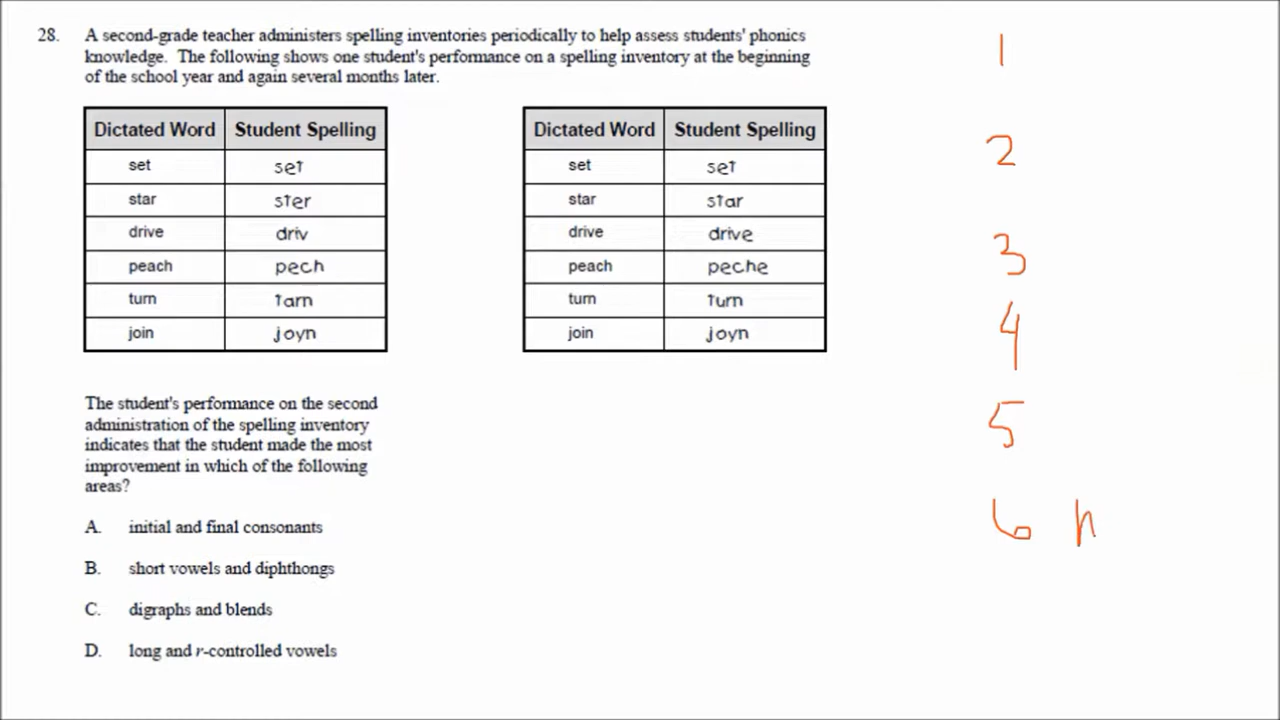 28. A second-grade teacher administers spelling inventories periodically to help assess students' phonics
knowledge. The following shows one student's performance on a spelling inventory at the beginning
of the school year and again several months later.
Dictated Word Student Spelling
set set
star ster
drive driv
peach pech
turn tarn
join joyn
Dictated Word Student Spelling
set set
star star
drive drive
peach peche
turn turn
join joyn
The student's performance on the second
administration of the spelling inventory
indicates that the student made the most
improvement in which of the following
areas?
A. initial and final consonants
B. short vowels and diphthongs
C. digraphs and blends
D. long and r-controlled vowels
1
2
3
4
5
6 n